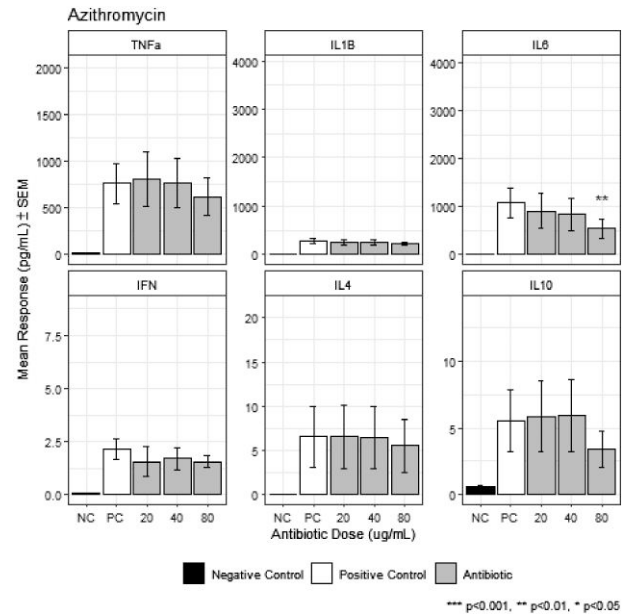 Azithromycin
TNFa IL1B IL6
2000 4000 4000
1500 3000 3000
1000 2000 2000
500 1000 1000
0 0 0
**
Mean Response (pg/mL) ± SEM
IFN IL4 IL10
7.5 20 10
5.0 15 5
2.5 10 0
0.0 5
0
NC PC 20 40 80 NC PC 20 40 80 NC PC 20 40 80
Antibiotic Dose (ug/mL)
Negative Control Positive Control Antibiotic
*** p<0.001, ** p<0.01, * p<0.05